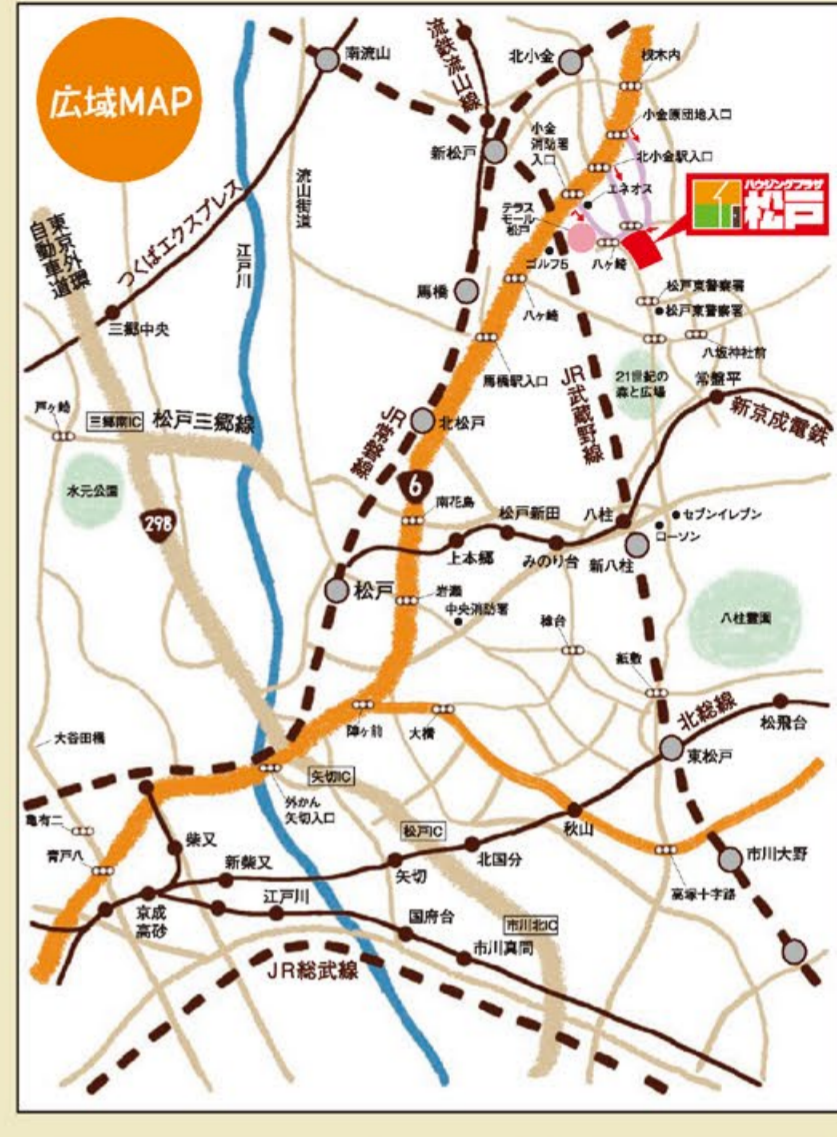 広域MAP
南流山
流鉄流山線
北小金
根木内
小金原団地入口
小金
消防署
入口
北小金駅入口
新松戸
エネオス
テラス
モール
松戸
ハウジングプラザ
松戸
ゴルフ5
八ヶ崎
流山街道
つくばエクスプレス
東京外環
自動車道
江戸川
三郷中央
馬橋
八ヶ崎
松戸東警察署
松戸東警察署
八坂神社前
馬橋駅入口
21世紀の
森と広場
常盤平
新京成電鉄
JR武蔵野線
戸ヶ崎
三郷南IC
松戸三郷線
JR常磐線
北松戸
6
水元公園
298
南花島
松戸新田
八柱
セブンイレブン
ローソン
上本郷
みのり台
新八柱
松戸
岩瀬
中央消防署
稔台
八柱霊園
紙敷
北総線
松飛台
陣ヶ前
大橋
大谷田橋
東松戸
矢切IC
外かん
矢切入口
亀有二
青戸八
柴又
松戸IC
秋山
北国分
市川大野
新柴又
矢切
高塚十字路
京成
高砂
江戸川
国府台
市川北IC
市川真間
JR総武線